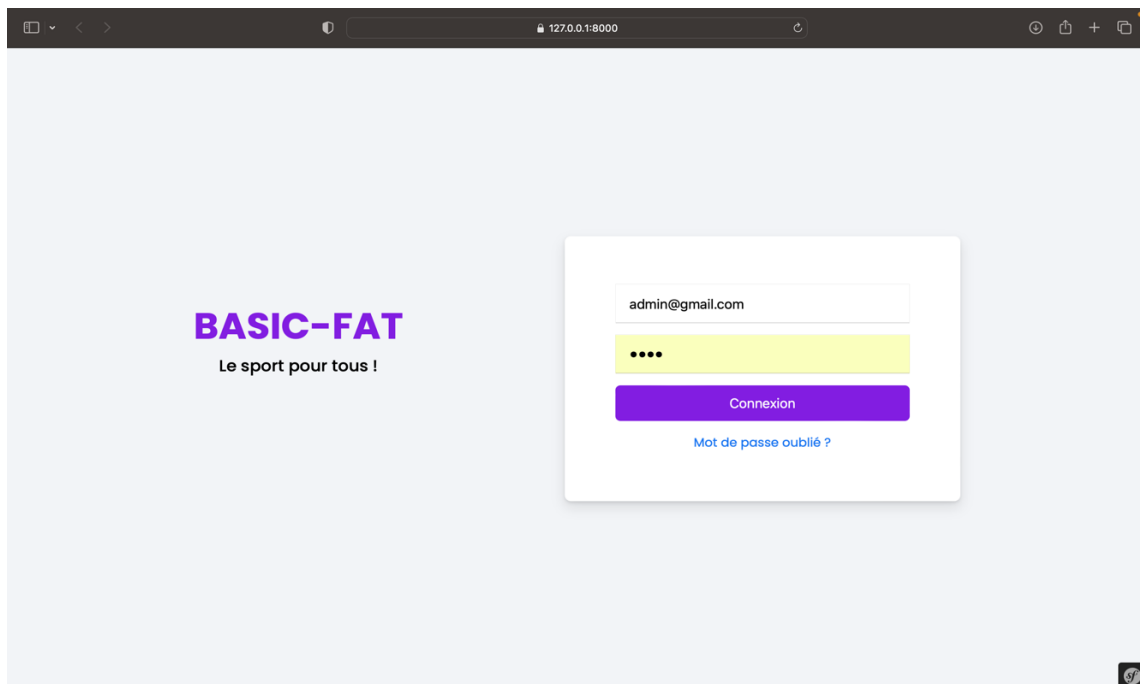 127.0.0.1:8000
BASIC-FAT
Le sport pour tous !
admin@gmail.com
••••
Connexion
Mot de passe oublié ?
sf